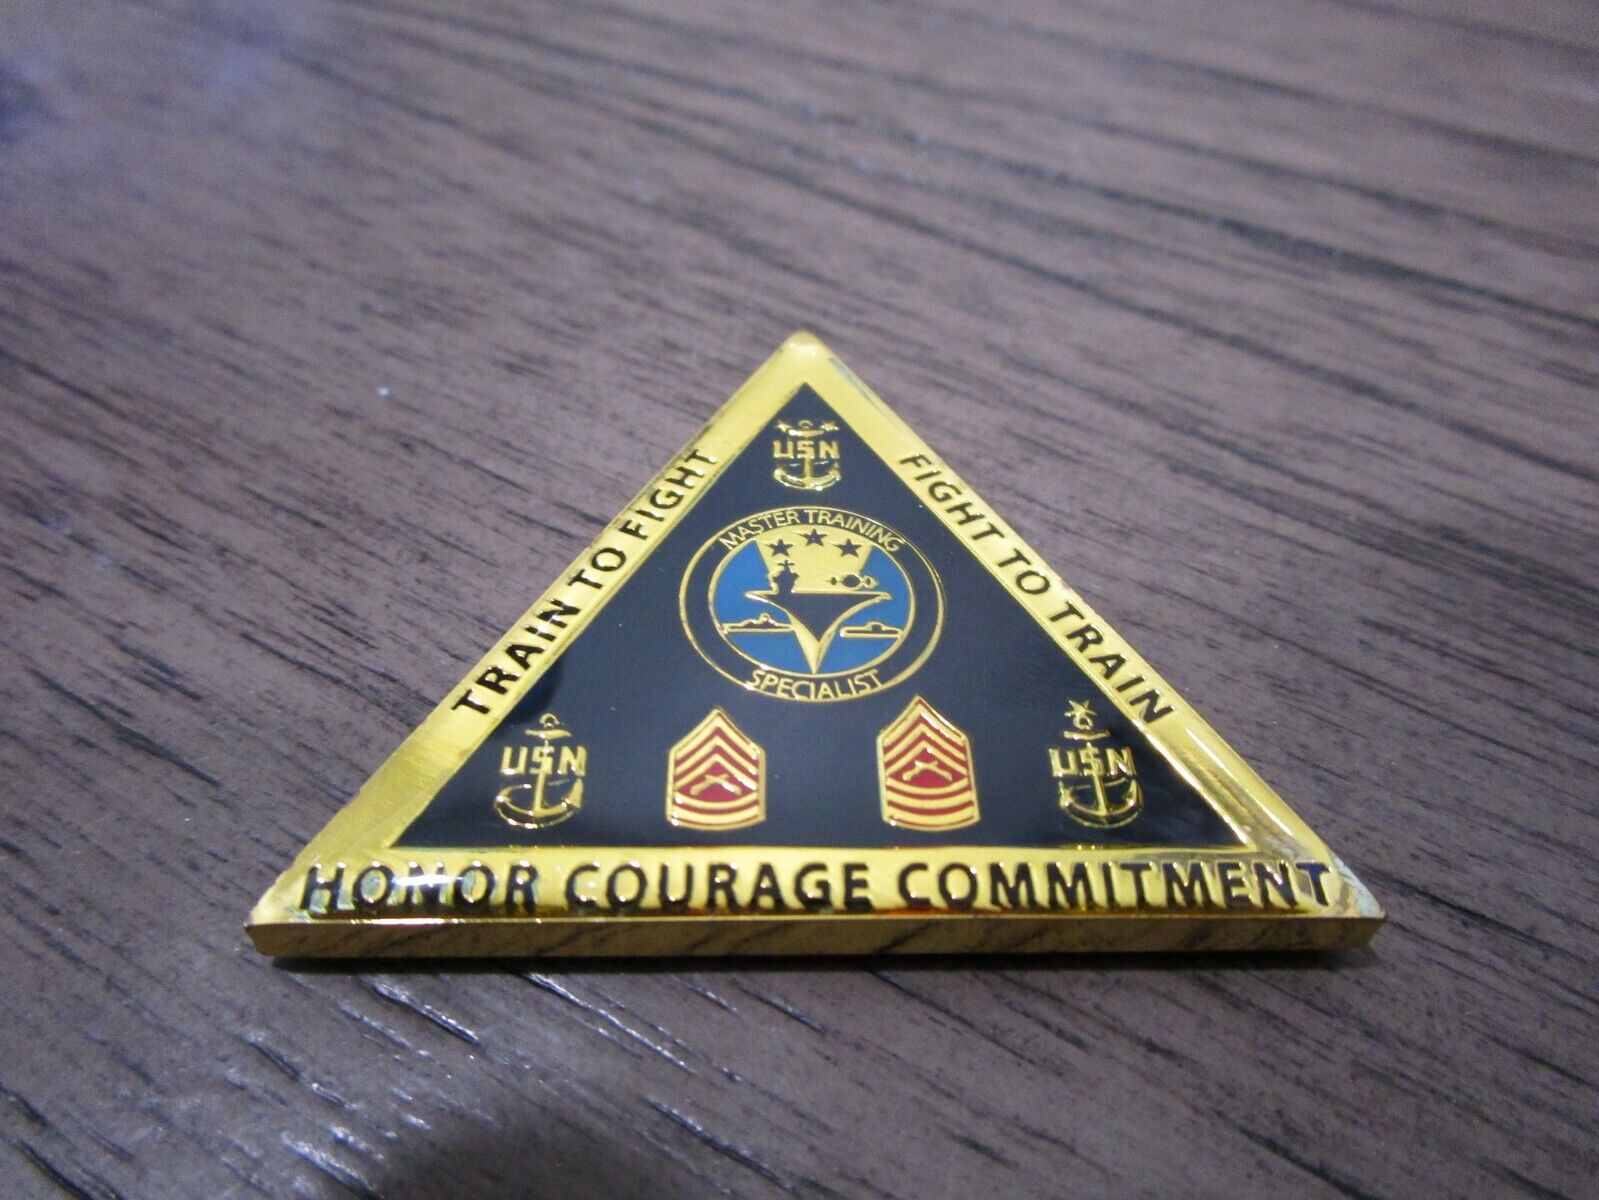 USN
TRAIN TO FIGHT
FIGHT TO TRAIN
MASTER TRAINING
SPECIALIST
USN
USN
HONOR COURAGE COMMITMENT